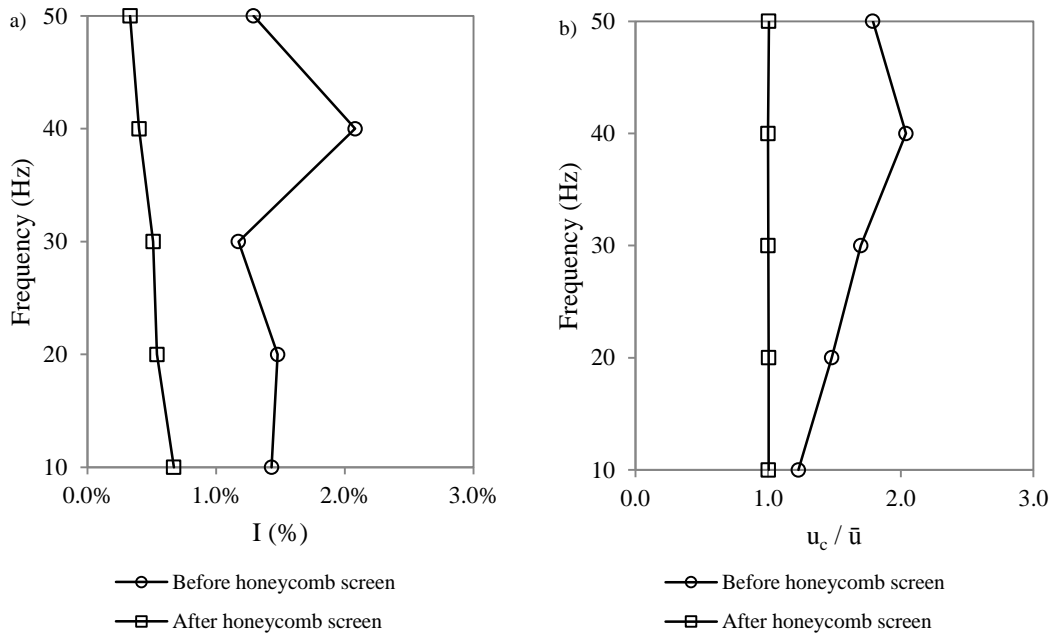 a)
50
40
30
20
10
Frequency (Hz)
0.0% 1.0% 2.0% 3.0%
I (%)
Before honeycomb screen
After honeycomb screen
b)
50
40
30
20
10
Frequency (Hz)
0.0 1.0 2.0 3.0
u_c / ū
Before honeycomb screen
After honeycomb screen